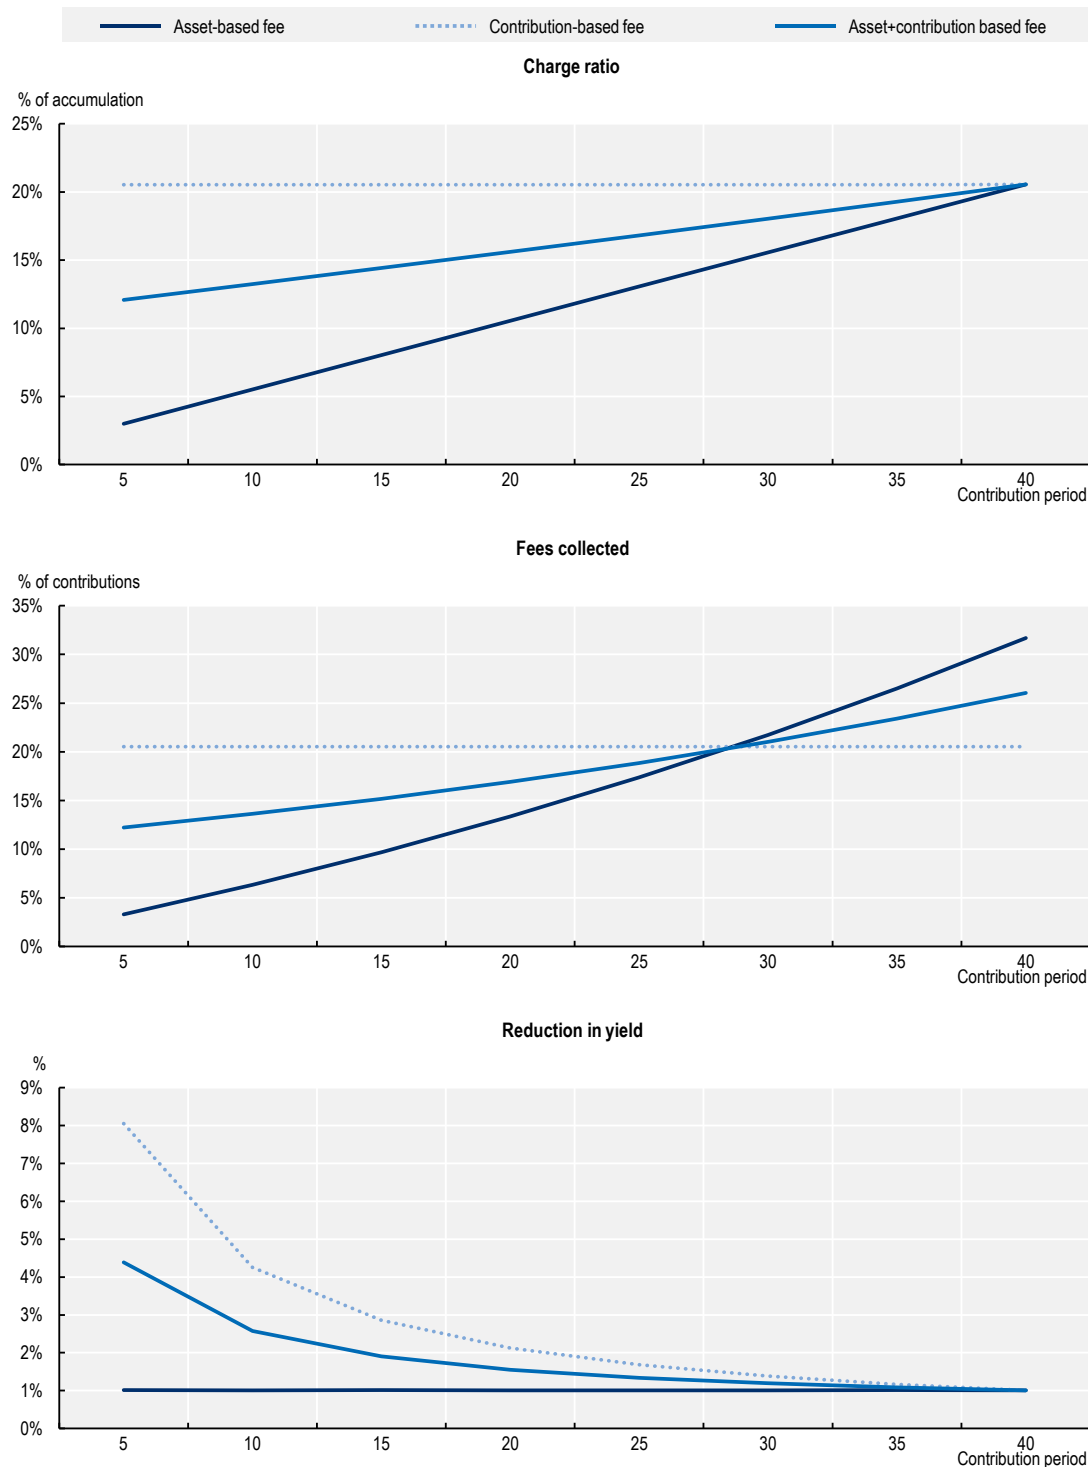 Asset-based fee Contribution-based fee Asset+contribution based fee
Charge ratio
% of accumulation
25%
20%
15%
10%
5%
0%
5 10 15 20 25 30 35 40
Contribution period
Fees collected
% of contributions
35%
30%
25%
20%
15%
10%
5%
0%
5 10 15 20 25 30 35 40
Contribution period
Reduction in yield
%
9%
8%
7%
6%
5%
4%
3%
2%
1%
0%
5 10 15 20 25 30 35 40
Contribution period